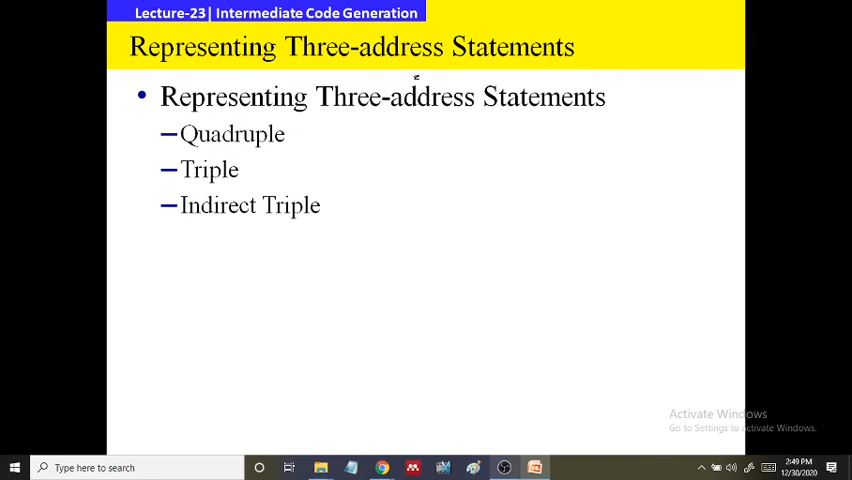 Lecture-23| Intermediate Code Generation
Representing Three-address Statements
• Representing Three-address Statements
–Quadruple
–Triple
–Indirect Triple
Activate Windows
Go to Settings to activate Windows.
Type here to search
2:49 PM
12/30/2020